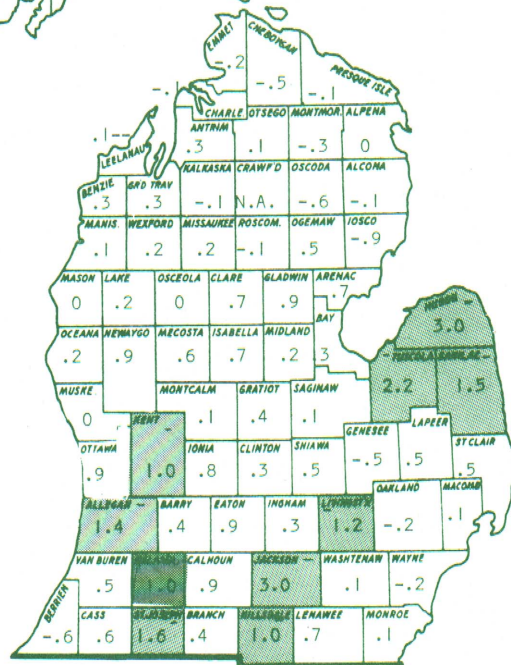 EMMET CHEBOYGAN PRESQUE ISLE
-.2 -.5 -.1
-.1
CHARLE. OTSEGO MONTMOR. ALPENA
ANTRIM
.3 .1 -.3 0
.1--
LEELANAU
BENZIE GRD TRAV KALKASKA CRAWF'D OSCODA ALCONA
.3 .3 -.1 N.A. -.6 -.1
MANIS. WEXFORD MISSAUKEE ROSCOM. OGEMAW IOSCO
.1 .2 .2 -.1 .5 -.9
MASON LAKE OSCEOLA CLARE GLADWIN ARENAC
0 .2 0 .7 .9 .7
BAY HURON
3.0
OCEANA NEWAYGO MECOSTA ISABELLA MIDLAND
.2 .9 .6 .7 .2 .3
TUSCOLA SANILAC
2.2 1.5
MUSKE MONTCALM GRATIOT SAGINAW
0 .1 .4 .1
KENT GENESEE LAPEER
OTTAWA IONIA CLINTON SHIAWA ST CLAIR
.9 1.0 .8 .3 .5 -.5 .5 .5
ALLEGAN BARRY EATON INGHAM LIVINGS'N OAKLAND MACOMB
1.4 .4 .9 .3 1.2 -.2 .1
VAN BUREN CALHOUN JACKSON WASHTENAW WAYNE
.5 1.0 .9 3.0 .1 -.2
BERRIEN CASS ST.JOSEPH BRANCH HILLSDALE LENAWEE MONROE
-.6 .6 1.6 .4 1.0 .7 .1